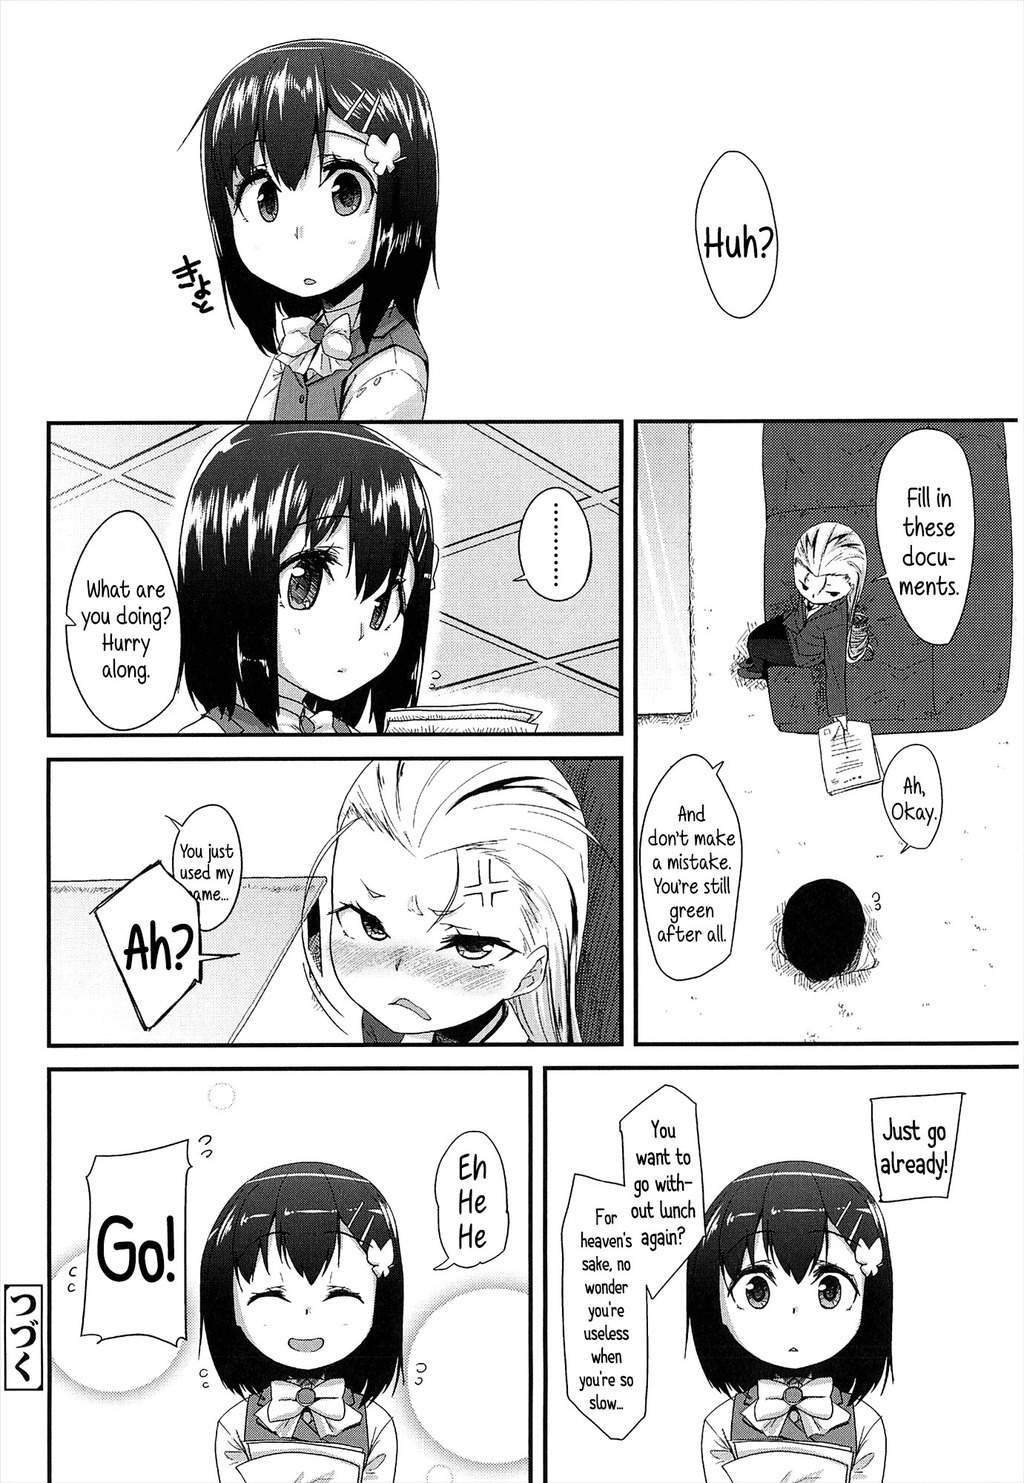 Huh?
きょと
Fill in
these
docu-
ments.
Ah,
Okay.
And
don't make
a mistake.
You're still
green
after all.
..........
What are
you doing?
Hurry
along.
You just
used my
Ah?
Just go
already!
You
want to
go with-
out lunch
again?
For
heaven's
sake, no
wonder
you're
useless
when
you're so
slow...
Eh
He
He
Go!
つづく